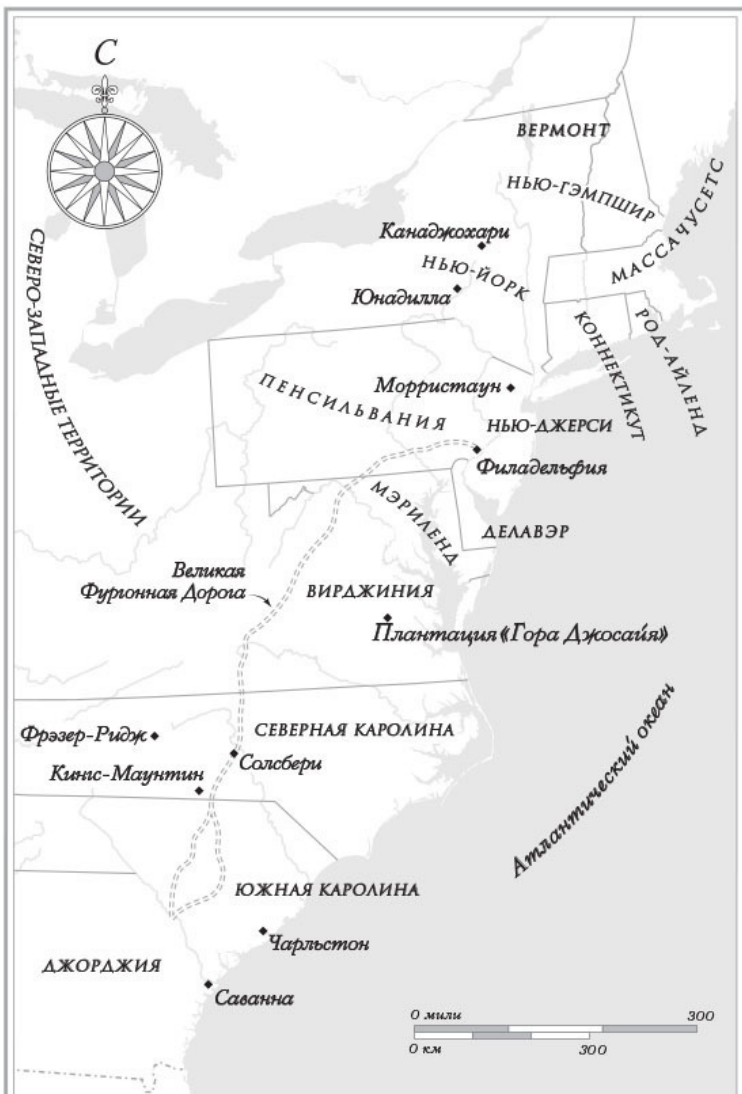 С
ВЕРМОНТ
НЬЮ-ГЭМПШИР
МАССАЧУСЕТС
Канаджохари
НЬЮ-ЙОРК
Юнадилла
СЕВЕРО-ЗАПАДНЫЕ ТЕРРИТОРИИ
КОННЕКТИКУТ
РОД-АЙЛЕНД
ПЕНСИЛЬВАНИЯ
Морристаун
НЬЮ-ДЖЕРСИ
Филадельфия
МЭРИЛЕНД
ДЕЛАВЭР
Великая
Фургонная Дорога
ВИРДЖИНИЯ
Плантация «Гора Джосайя»
Фрэзер-Ридж
СЕВЕРНАЯ КАРОЛИНА
Солсбери
Кингс-Маунтин
Атлантический океан
ЮЖНАЯ КАРОЛИНА
Чарльстон
ДЖОРДЖИЯ
Саванна
0 мили 300
0 км 300